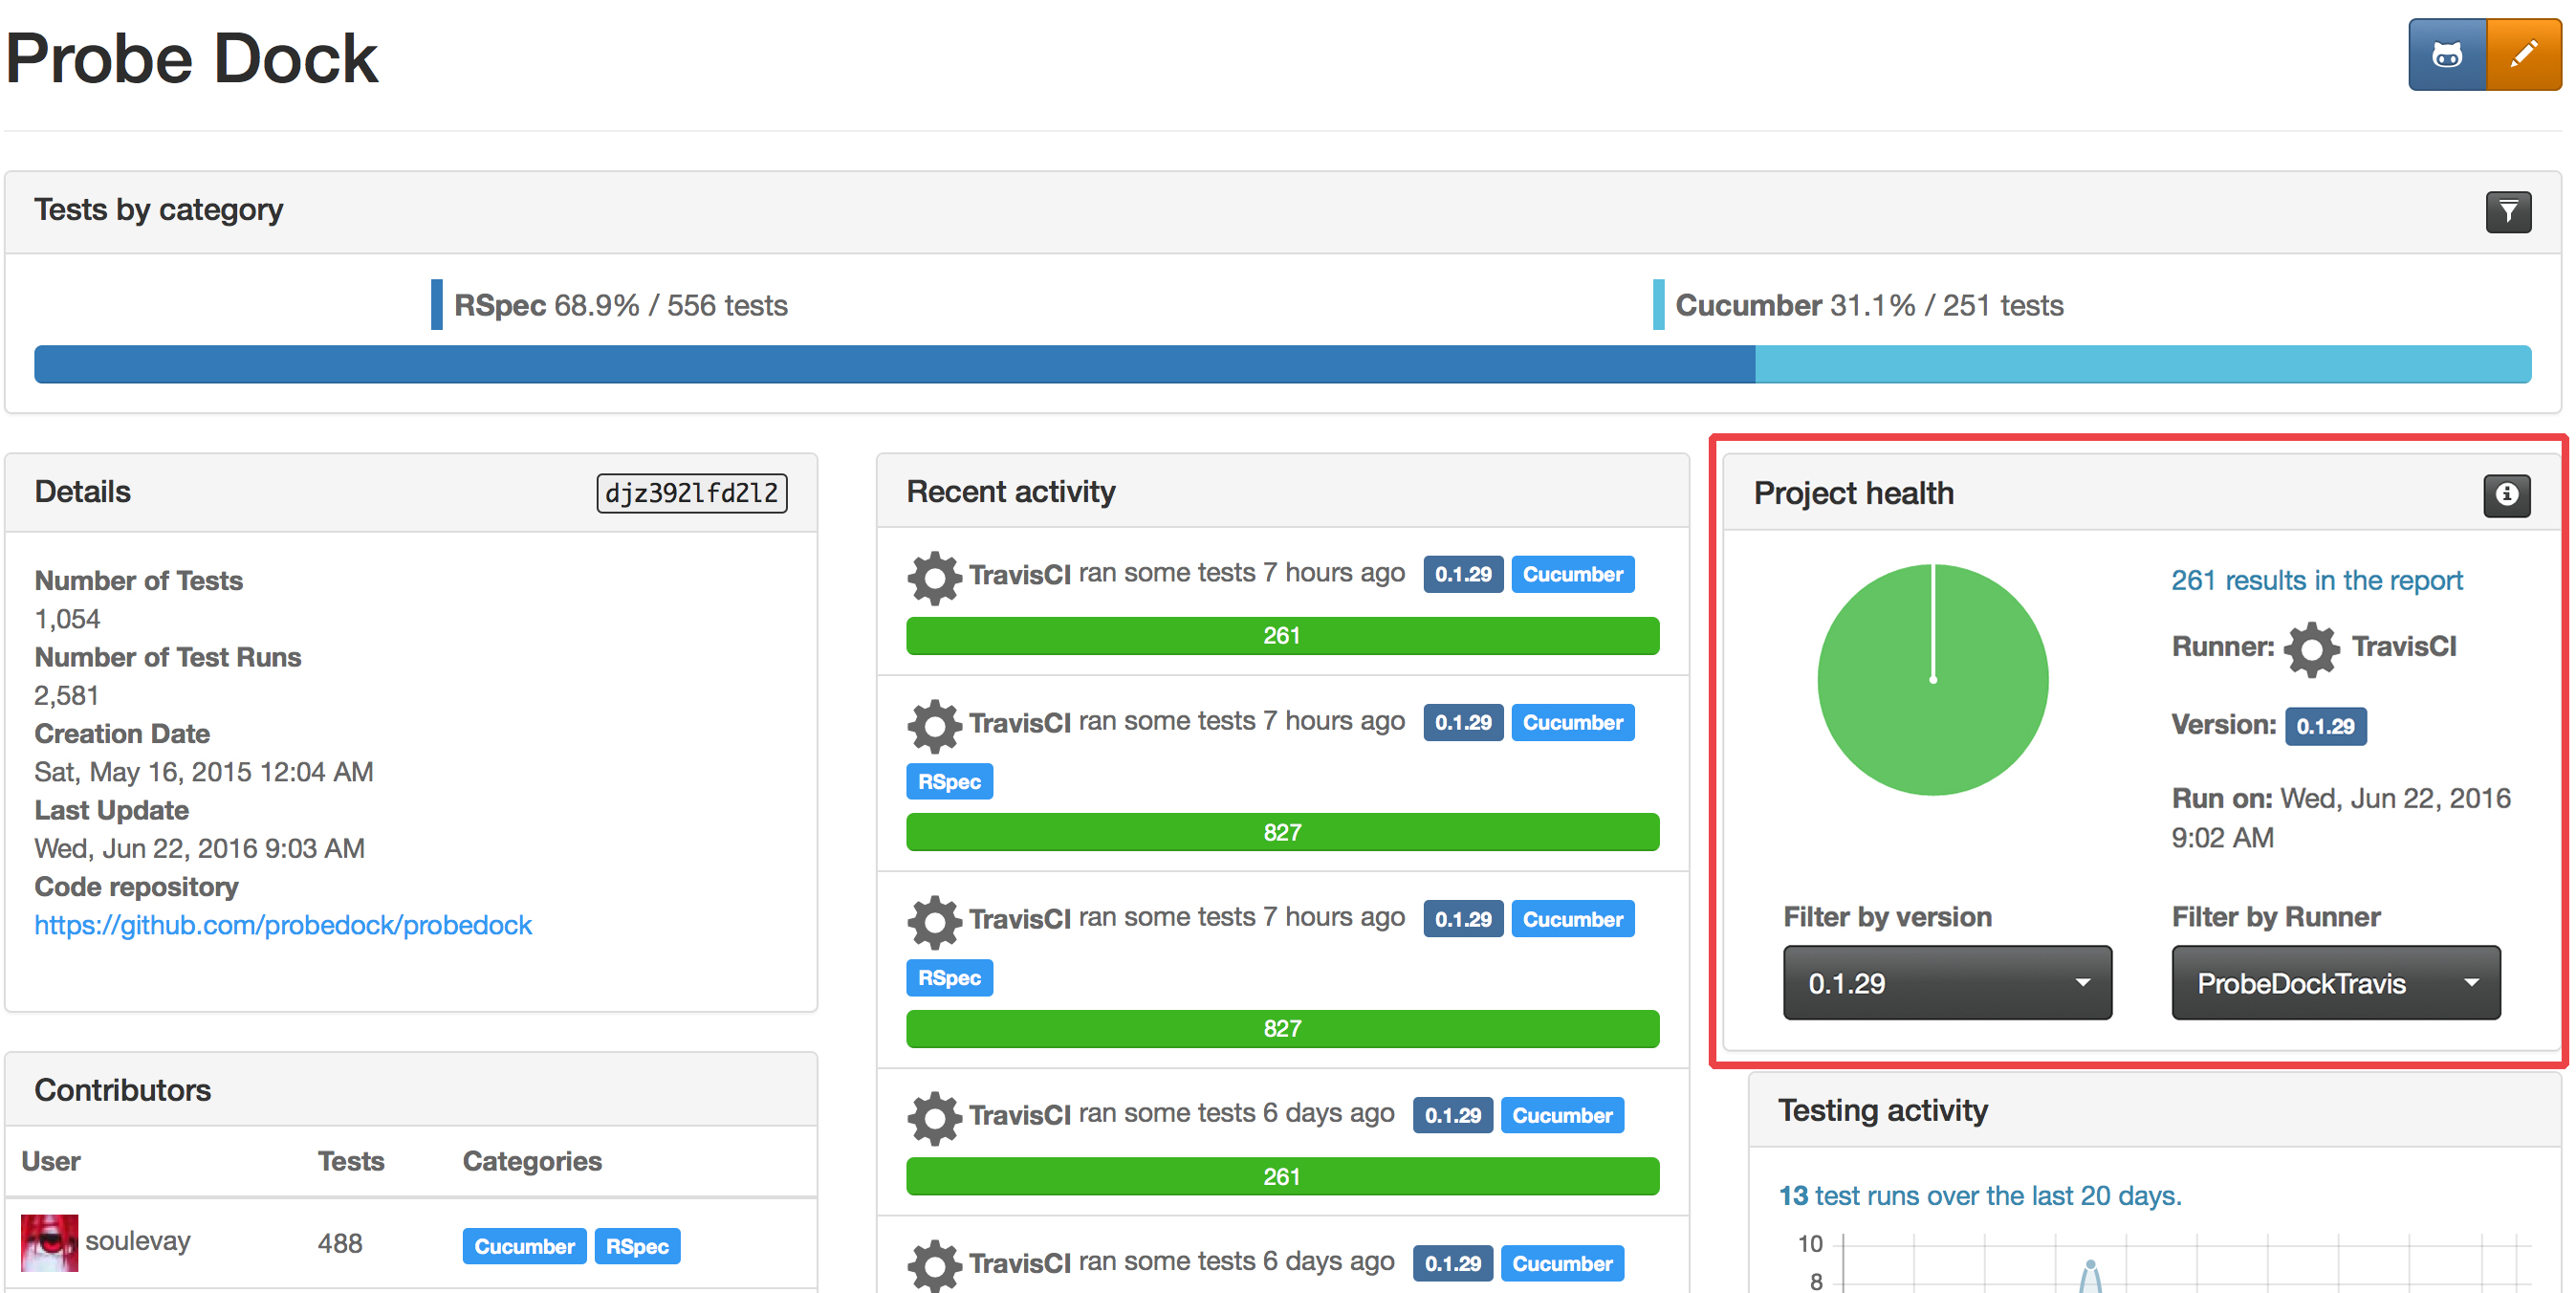 Probe Dock
Tests by category
RSpec 68.9% / 556 tests
Cucumber 31.1% / 251 tests
Details
djz392lfd2l2
Number of Tests
1,054
Number of Test Runs
2,581
Creation Date
Sat, May 16, 2015 12:04 AM
Last Update
Wed, Jun 22, 2016 9:03 AM
Code repository
https://github.com/probedock/probedock
Contributors
User Tests Categories
soulevay 488 Cucumber RSpec
Recent activity
TravisCI ran some tests 7 hours ago 0.1.29 Cucumber
261
TravisCI ran some tests 7 hours ago 0.1.29 Cucumber
RSpec
827
TravisCI ran some tests 7 hours ago 0.1.29 Cucumber
RSpec
827
TravisCI ran some tests 6 days ago 0.1.29 Cucumber
261
TravisCI ran some tests 6 days ago 0.1.29 Cucumber
Project health
261 results in the report
Runner: TravisCI
Version: 0.1.29
Run on: Wed, Jun 22, 2016
9:02 AM
Filter by version
0.1.29
Filter by Runner
ProbeDockTravis
Testing activity
13 test runs over the last 20 days.
10
8